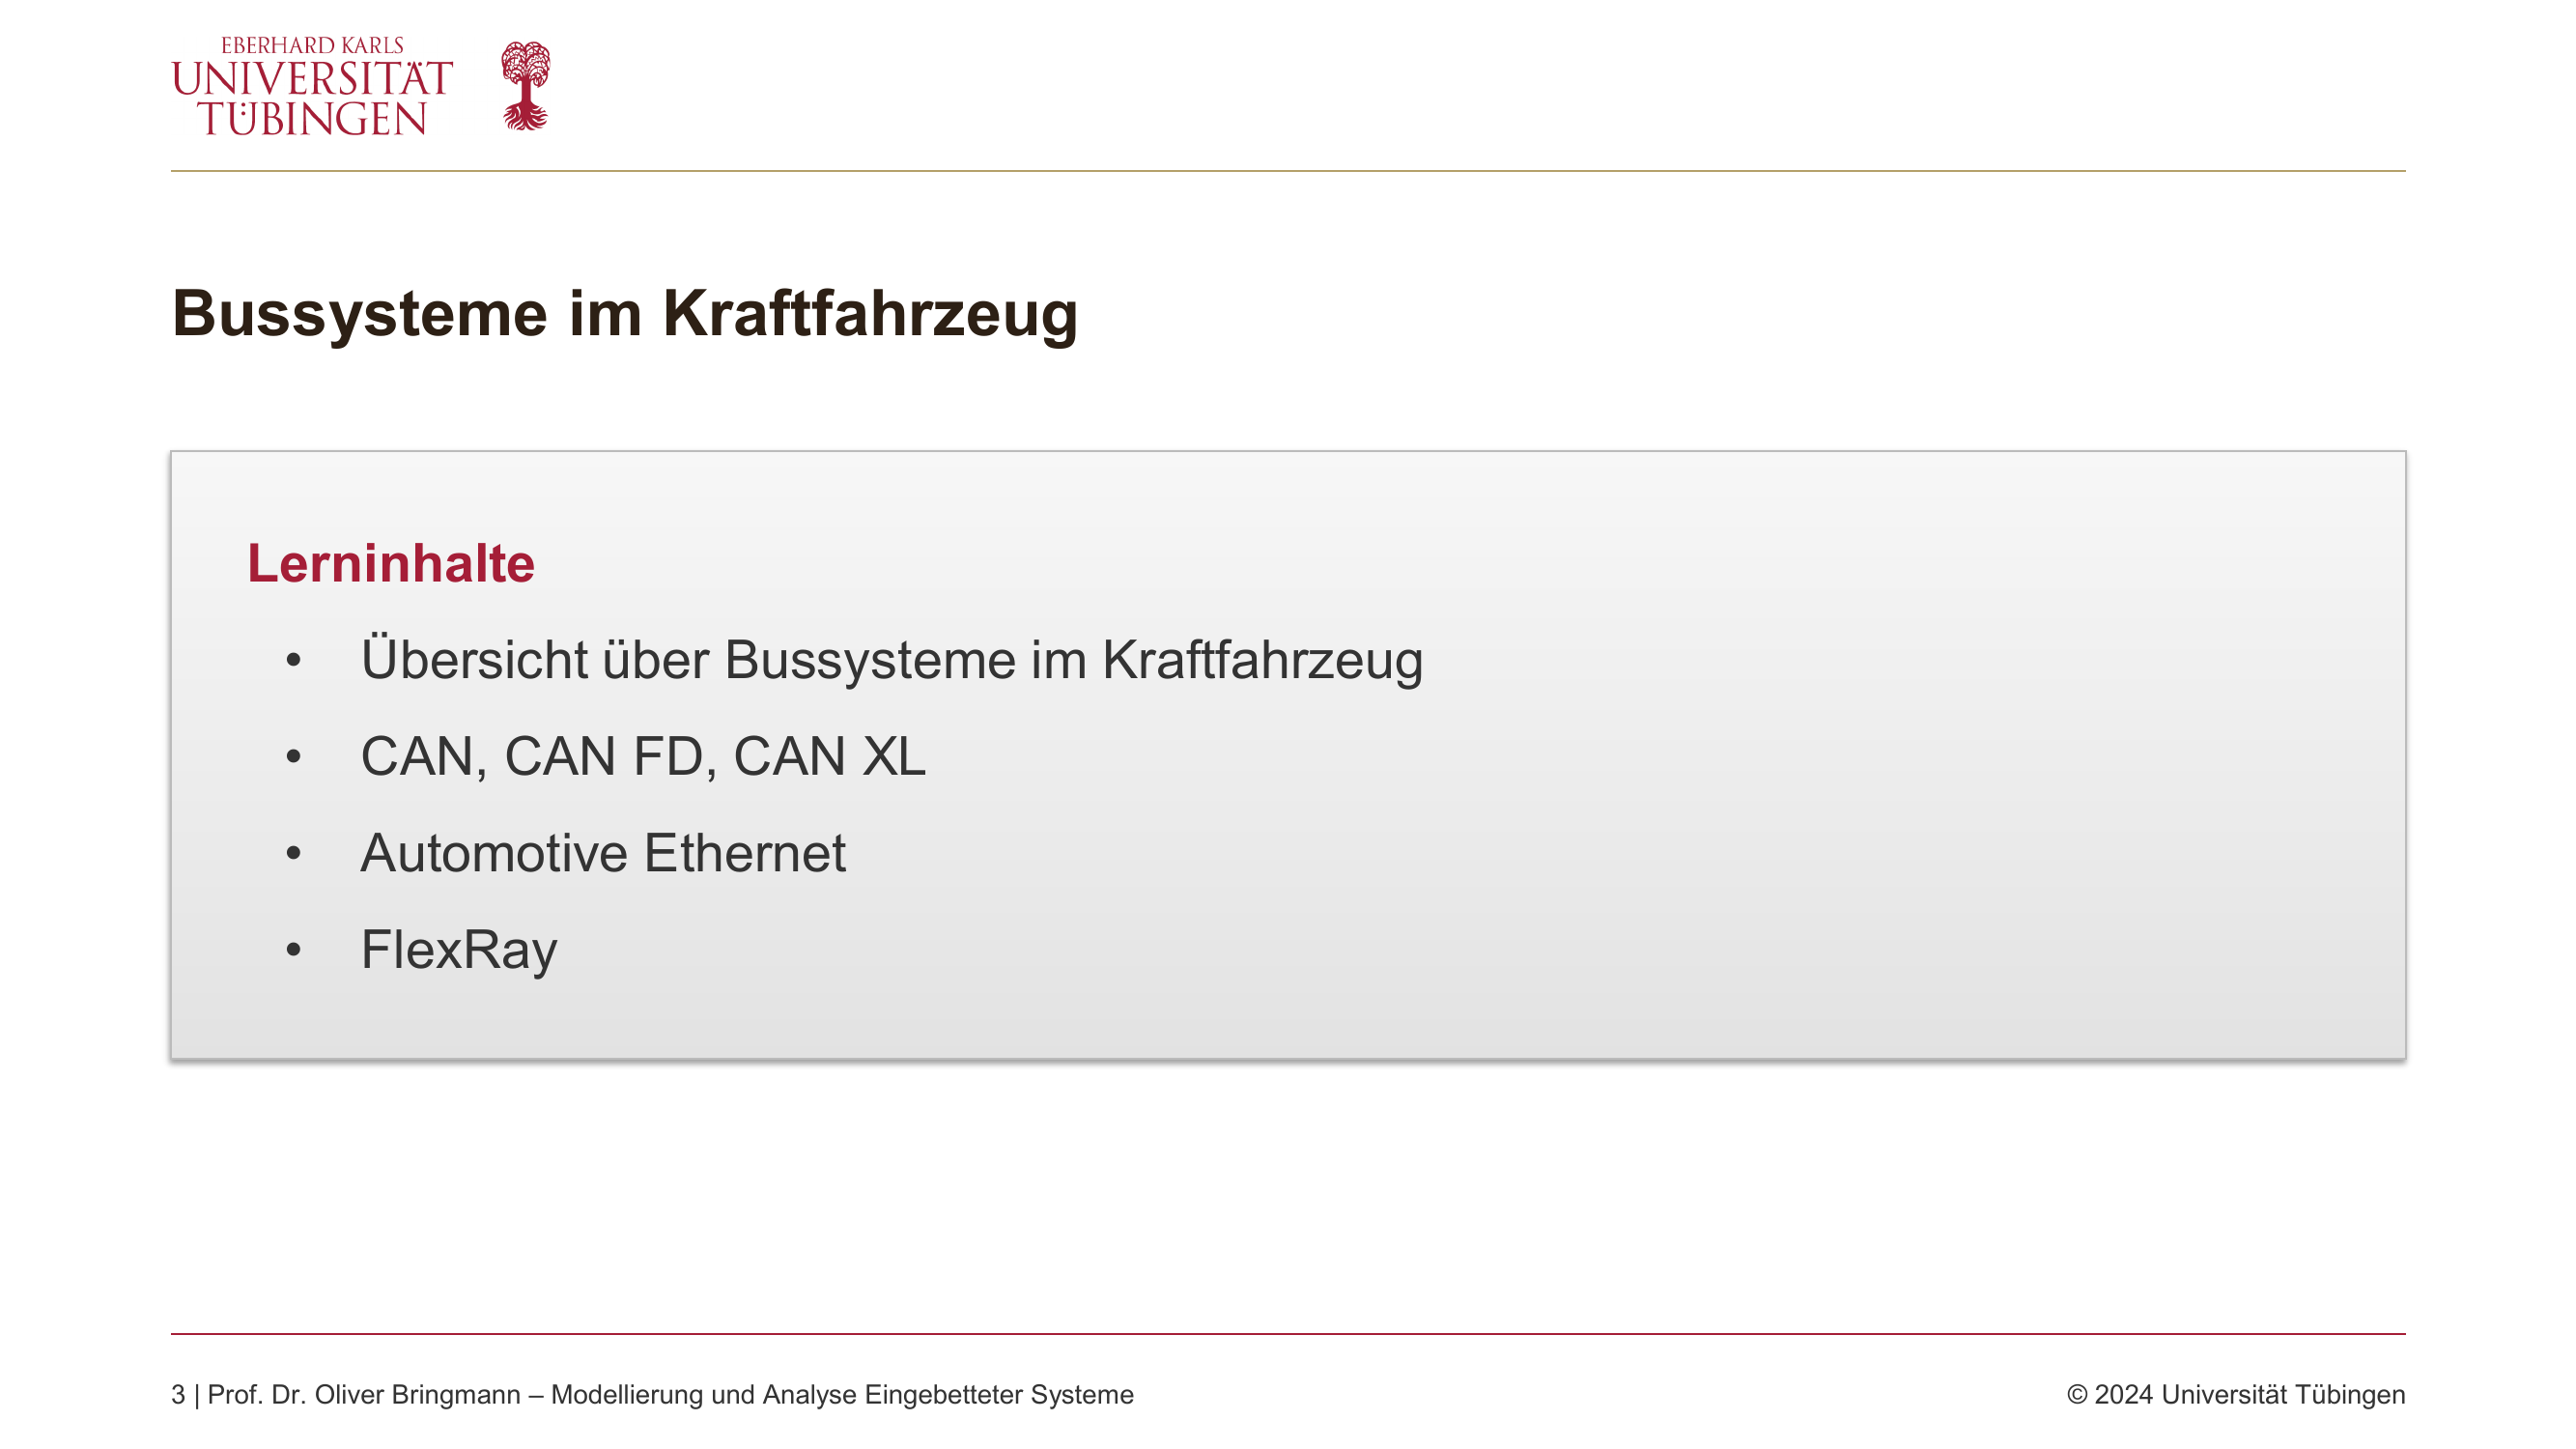 EBERHARD KARLS
UNIVERSITÄT
TÜBINGEN
Bussysteme im Kraftfahrzeug
Lerninhalte
• Übersicht über Bussysteme im Kraftfahrzeug
• CAN, CAN FD, CAN XL
• Automotive Ethernet
• FlexRay
3 | Prof. Dr. Oliver Bringmann – Modellierung und Analyse Eingebetteter Systeme
© 2024 Universität Tübingen